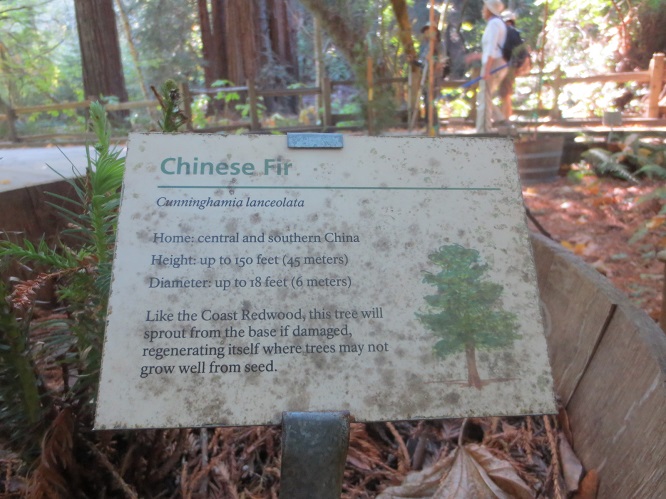 Chinese Fir
Cunninghamia lanceolata
Home: central and southern China
Height: up to 150 feet (45 meters)
Diameter: up to 18 feet (6 meters)
Like the Coast Redwood, this tree will
sprout from the base if damaged,
regenerating itself where trees may not
grow well from seed.